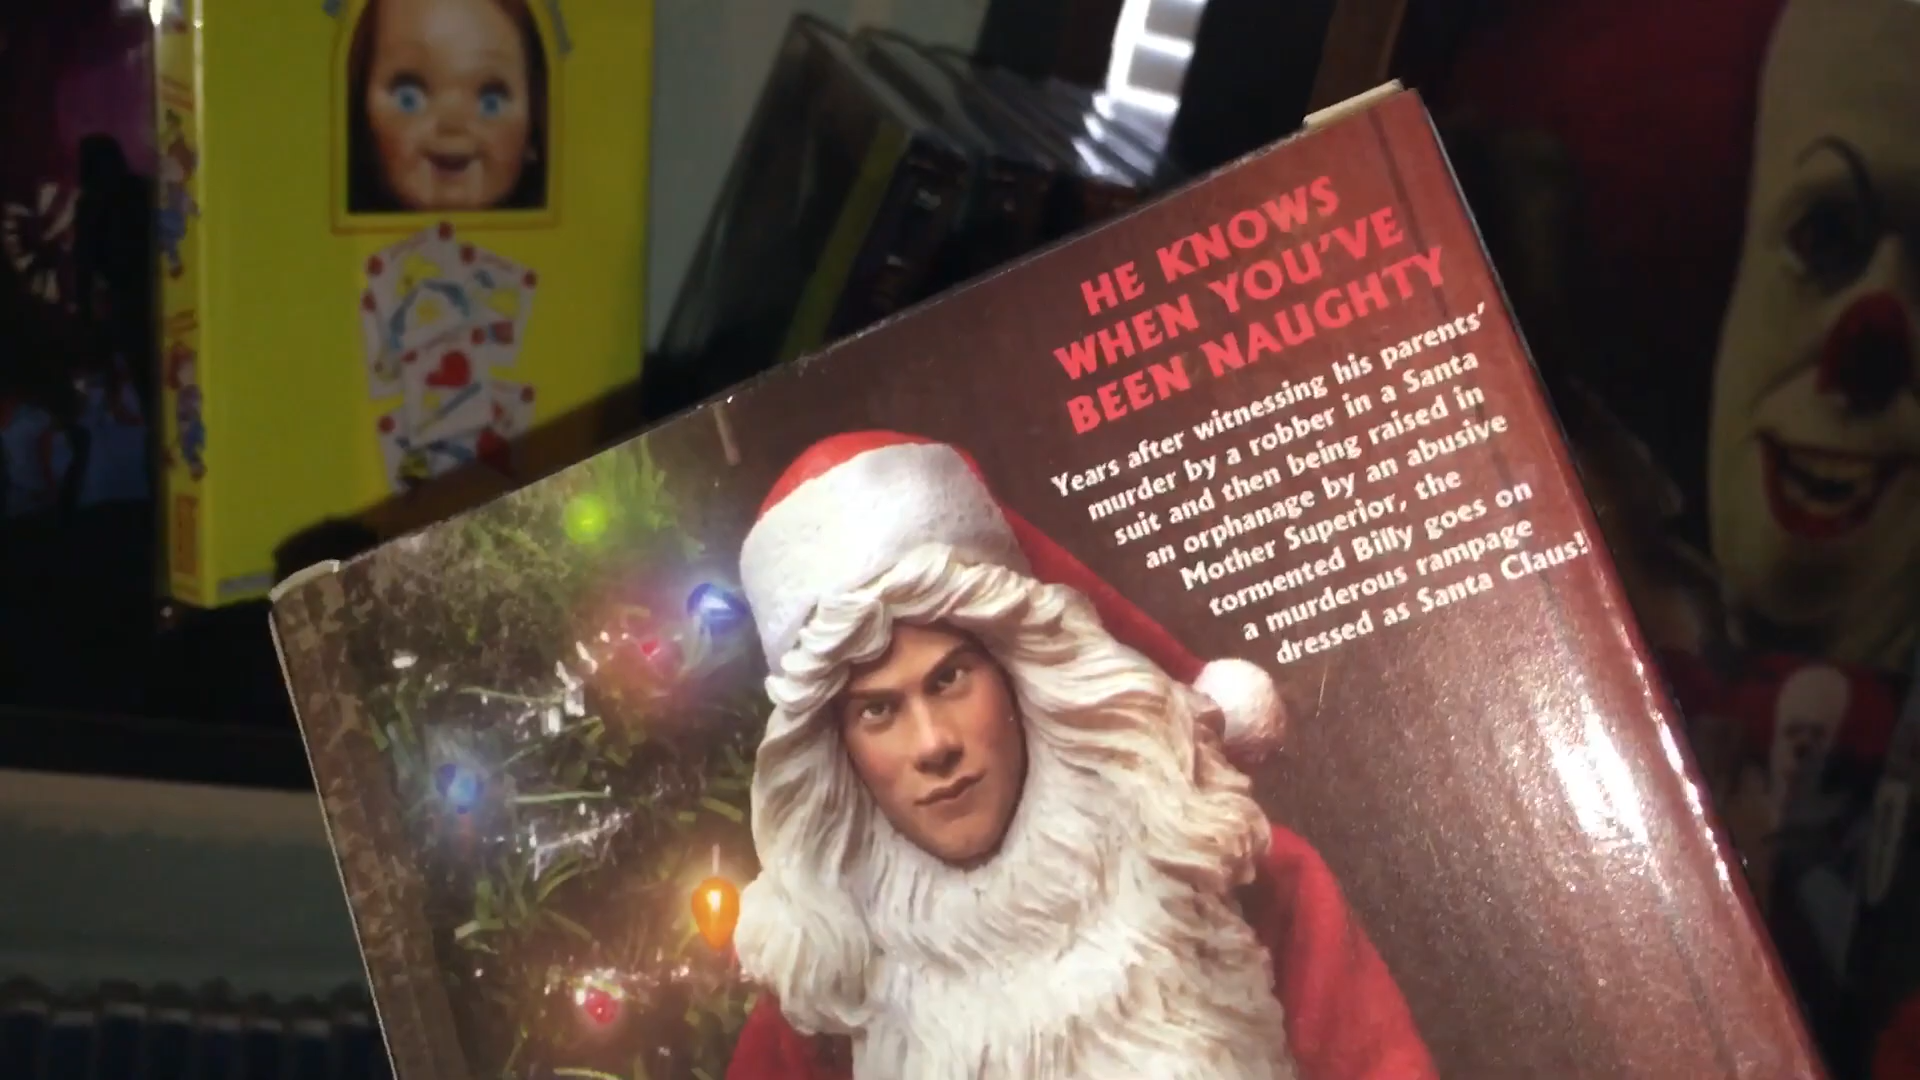 HE KNOWS
WHEN YOU'VE
BEEN NAUGHTY
Years after witnessing his parents'
murder by a robber in a Santa
suit and then being raised in
an orphanage by an abusive
Mother Superior, the
tormented Billy goes on
a murderous rampage
dressed as Santa Claus!